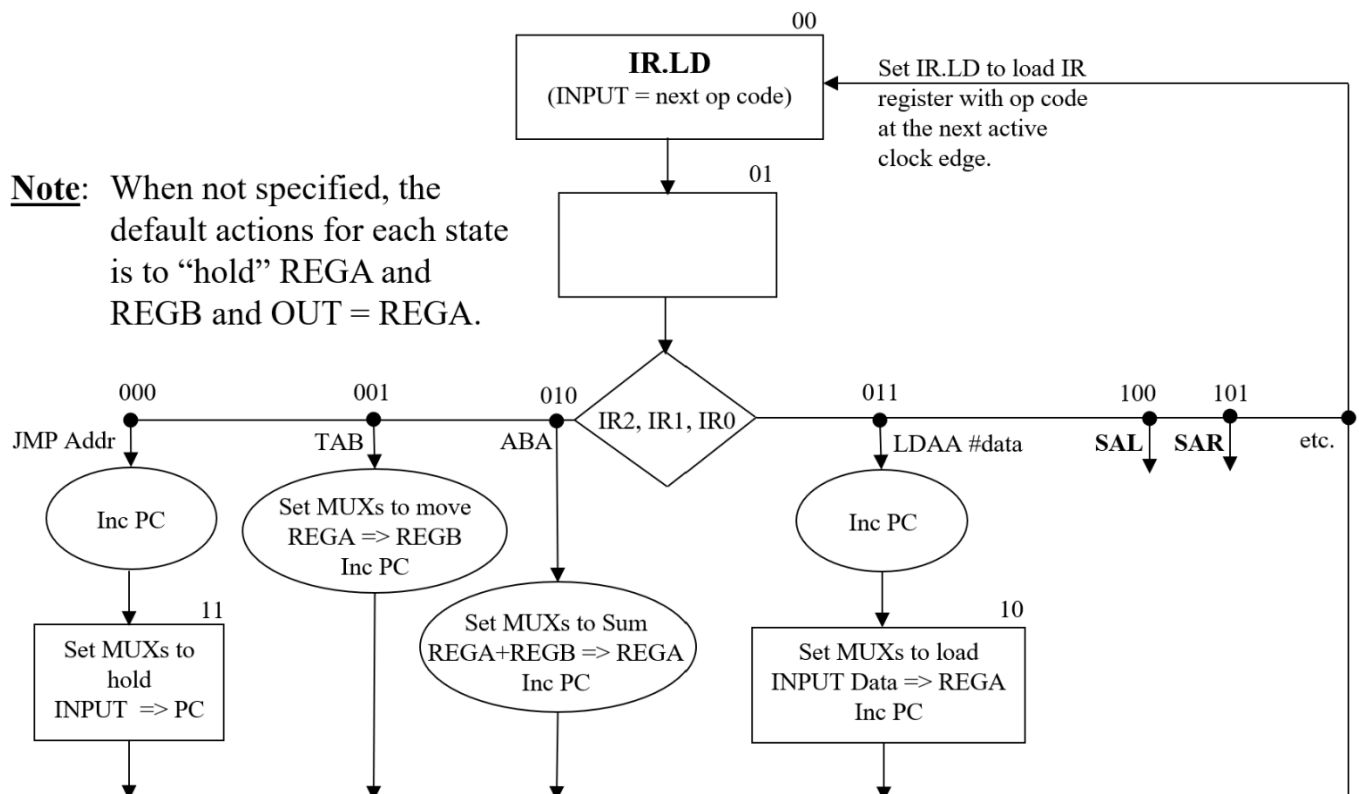 00
IR.LD
(INPUT = next op code)
Set IR.LD to load IR
register with op code
at the next active
clock edge.
01
Note: When not specified, the
default actions for each state
is to “hold” REGA and
REGB and OUT = REGA.
000
001
010
IR2, IR1, IR0
011
100
101
JMP Addr
TAB
ABA
LDAA #data
SAL
SAR
etc.
Inc PC
Set MUXs to move
REGA => REGB
Inc PC
Inc PC
11
Set MUXs to
hold
INPUT => PC
Set MUXs to Sum
REGA+REGB => REGA
Inc PC
10
Set MUXs to load
INPUT Data => REGA
Inc PC